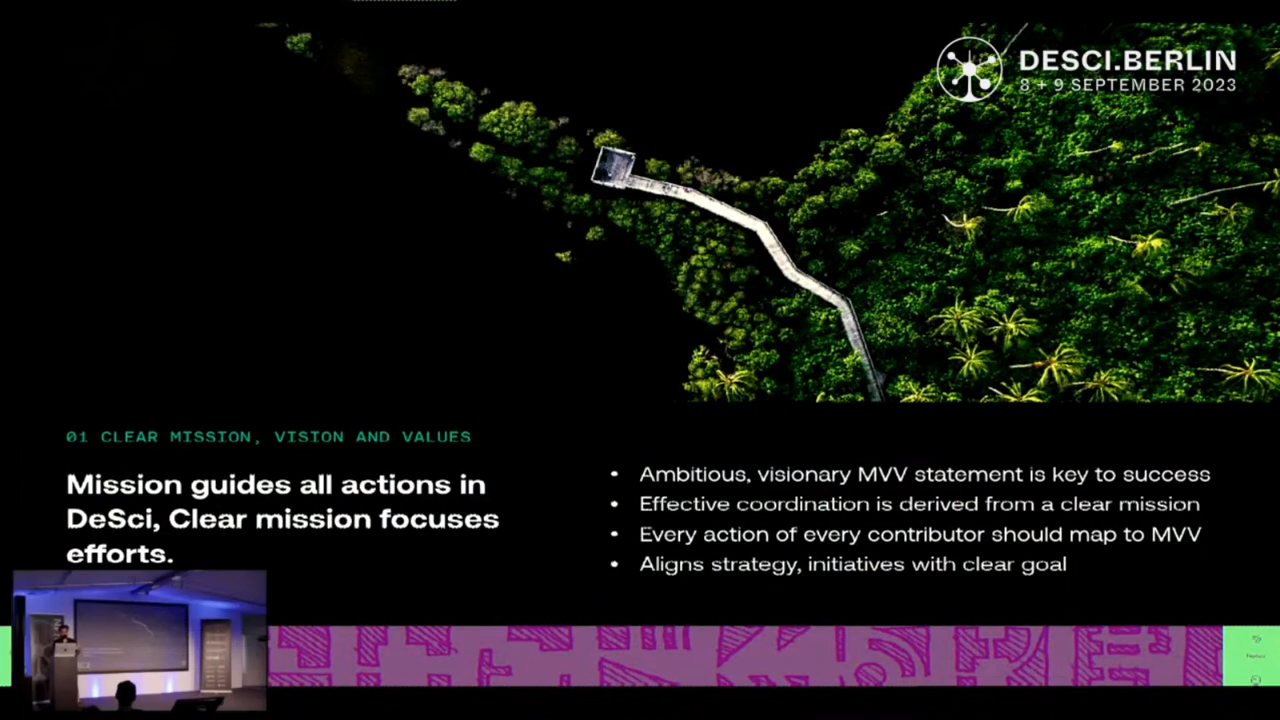 DESCI.BERLIN
8 + 9 SEPTEMBER 2023
01 CLEAR MISSION, VISION AND VALUES
Mission guides all actions in
DeSci, Clear mission focuses
efforts.
• Ambitious, visionary MVV statement is key to success
• Effective coordination is derived from a clear mission
• Every action of every contributor should map to MVV
• Aligns strategy, initiatives with clear goal